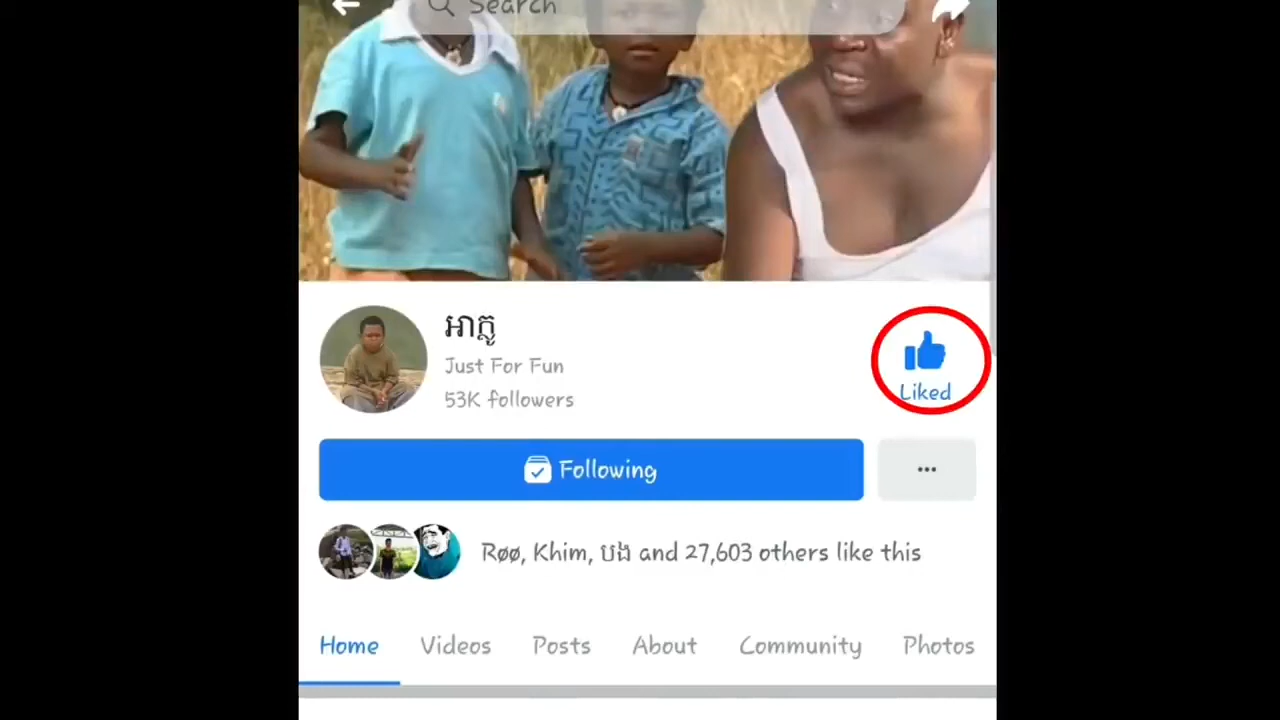 Search
អាក្លូ
Just For Fun
53K followers
Liked
Following
Røø, Khim, បង and 27,603 others like this
Home Videos Posts About Community Photos